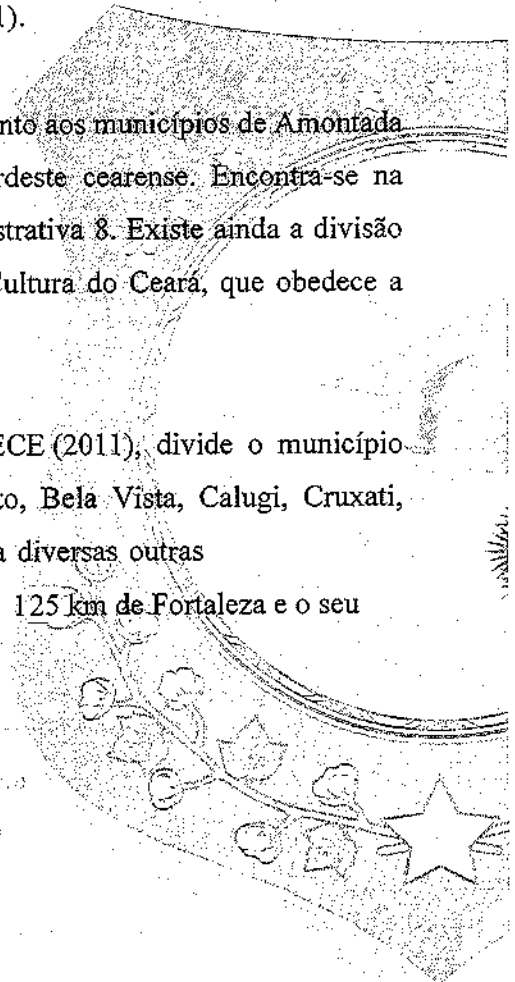 1).
nto aos municípios de Amontada
rdeste cearense. Encontra-se na
strativa 8. Existe ainda a divisão
Cultura do Ceará, que obedece a
ECE (2011), divide o município
to, Bela Vista, Calugi, Cruxati,
a diversas outras
125 km de Fortaleza e o seu